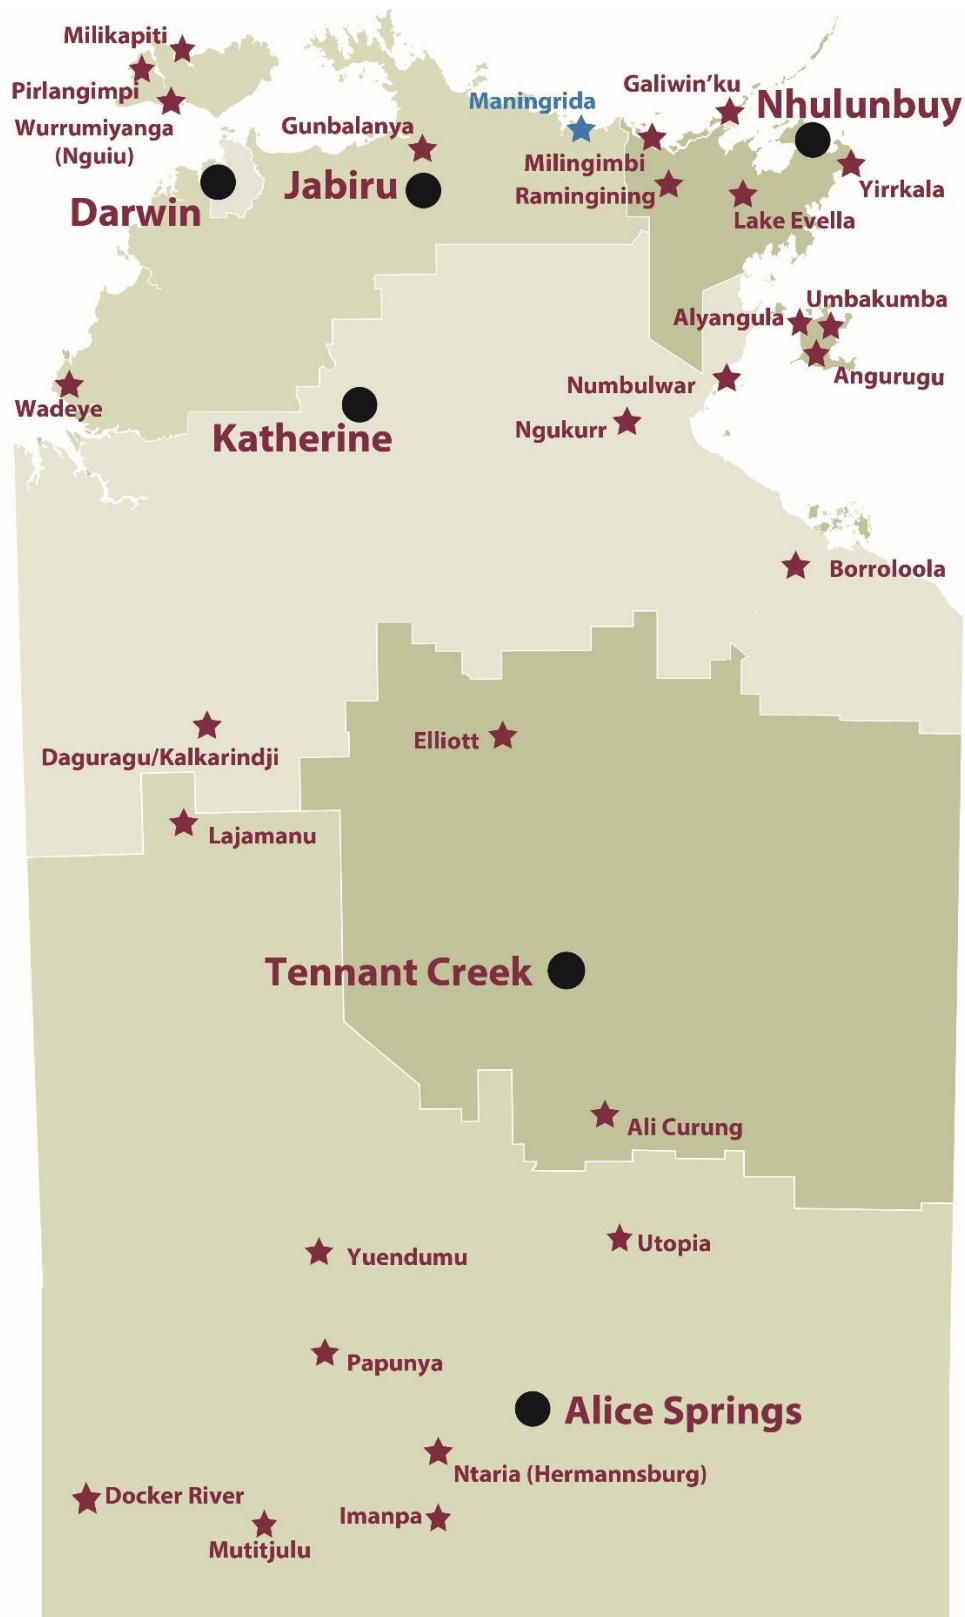 Milikapiti
Pirlangimpi
Wurrumiyanga
(Nguiu)
Darwin
Gunbalanya
Jabiru
Maningrida
Galiwin’ku
Nhulunbuy
Milingimbi
Ramingining
Yirrkala
Lake Evella
Umbakumba
Alyangula
Angurugu
Numbulwar
Ngukurr
Wadeye
Katherine
Borroloola
Daguragu/Kalkarindji
Elliott
Lajamanu
Tennant Creek
Ali Curung
Utopia
Yuendumu
Papunya
Alice Springs
Ntaria (Hermannsburg)
Docker River
Imanpa
Mutitjulu